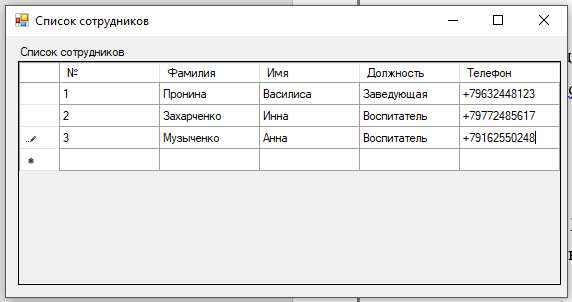 Список сотрудников
Список сотрудников
№ Фамилия Имя Должность Телефон
1 Пронина Василиса Заведующая +79632448123
2 Захарченко Инна Воспитатель +79772485617
3 Музыченко Анна Воспитатель +79162550248